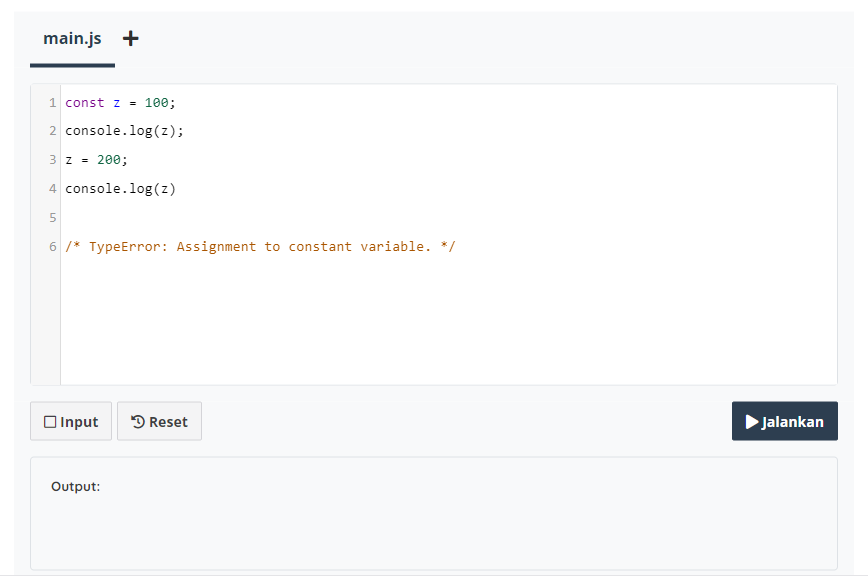 main.js +
1 const z = 100;
2 console.log(z);
3 z = 200;
4 console.log(z)
5
6 /* TypeError: Assignment to constant variable. */
Input Reset Jalankan
Output: